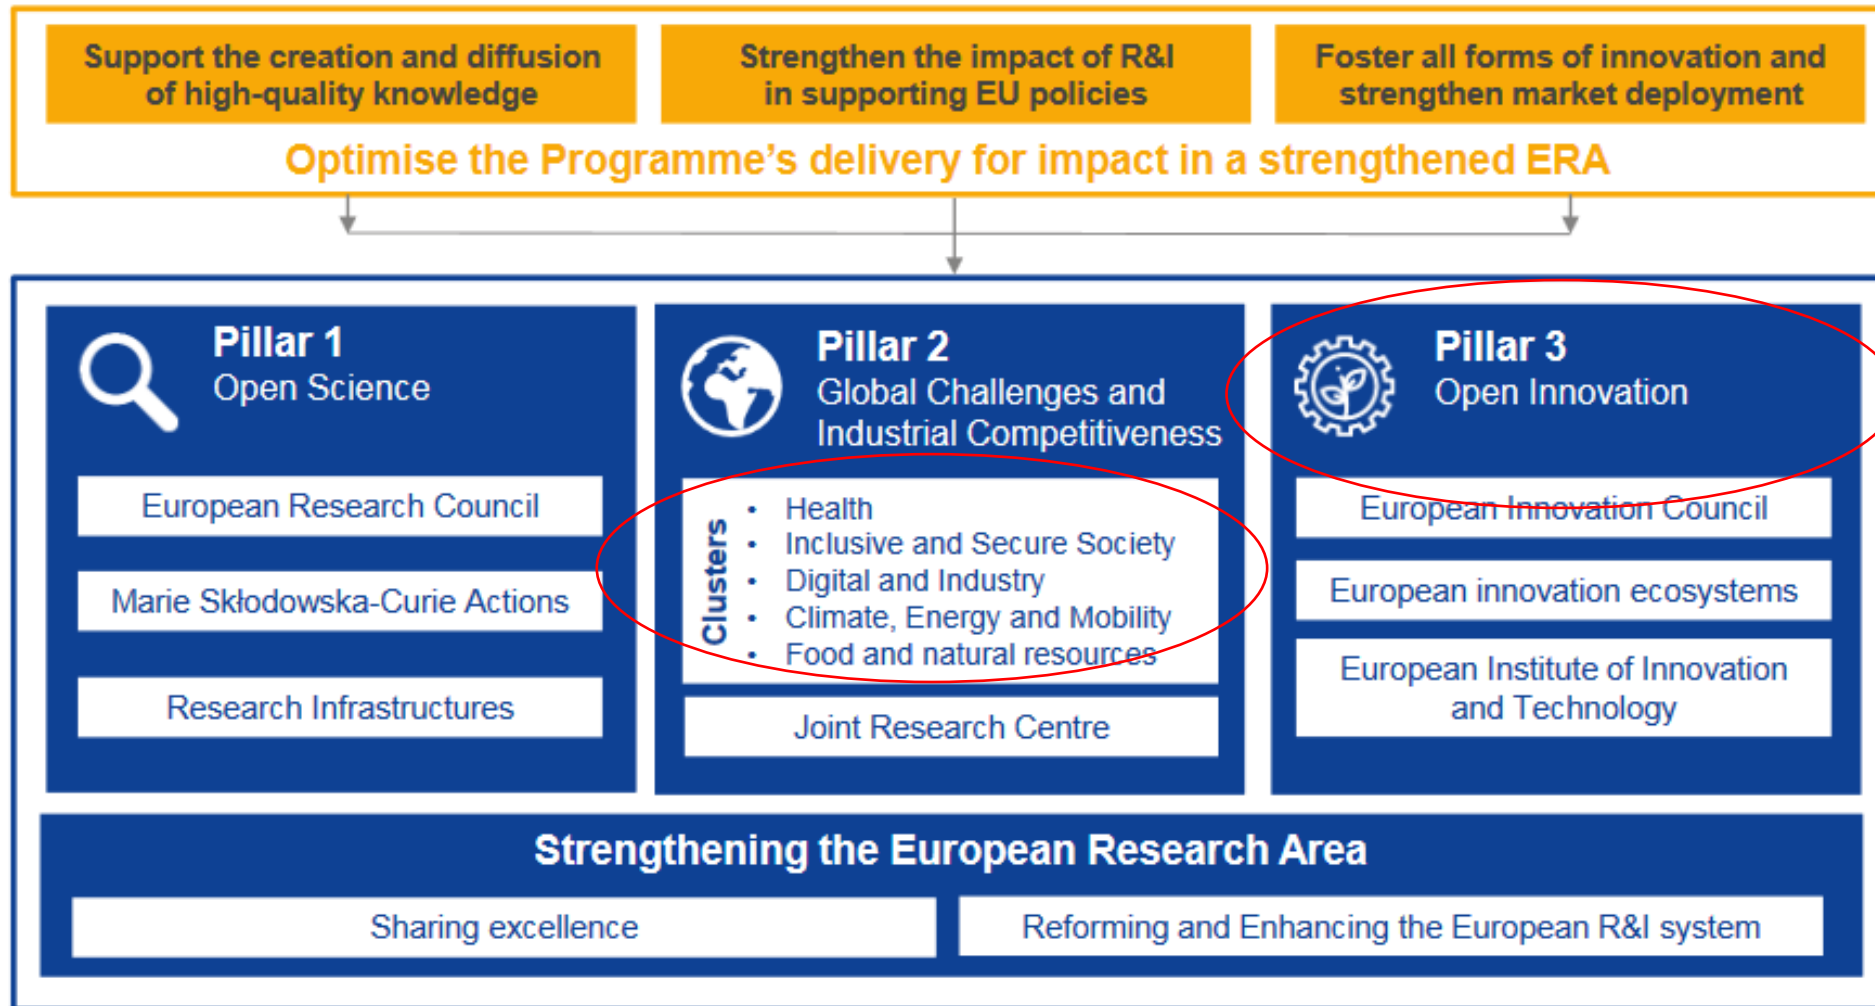 Support the creation and diffusion
of high-quality knowledge
Strengthen the impact of R&I
in supporting EU policies
Foster all forms of innovation and
strengthen market deployment
Optimise the Programme's delivery for impact in a strengthened ERA
Pillar 1
Open Science
European Research Council
Marie Skłodowska-Curie Actions
Research Infrastructures
Pillar 2
Global Challenges and
Industrial Competitiveness
Clusters
• Health
• Inclusive and Secure Society
• Digital and Industry
• Climate, Energy and Mobility
• Food and natural resources
Joint Research Centre
Pillar 3
Open Innovation
European Innovation Council
European innovation ecosystems
European Institute of Innovation
and Technology
Strengthening the European Research Area
Sharing excellence
Reforming and Enhancing the European R&I system